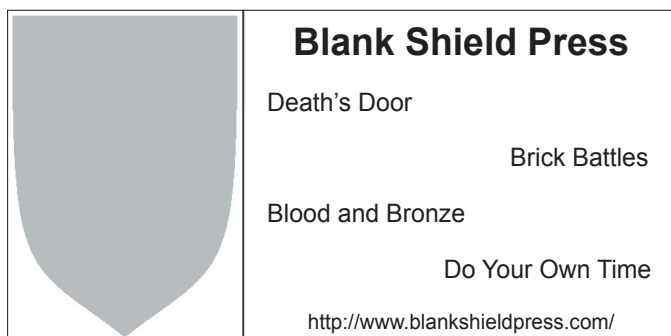 Blank Shield Press
Death’s Door
Brick Battles
Blood and Bronze
Do Your Own Time
http://www.blankshieldpress.com/